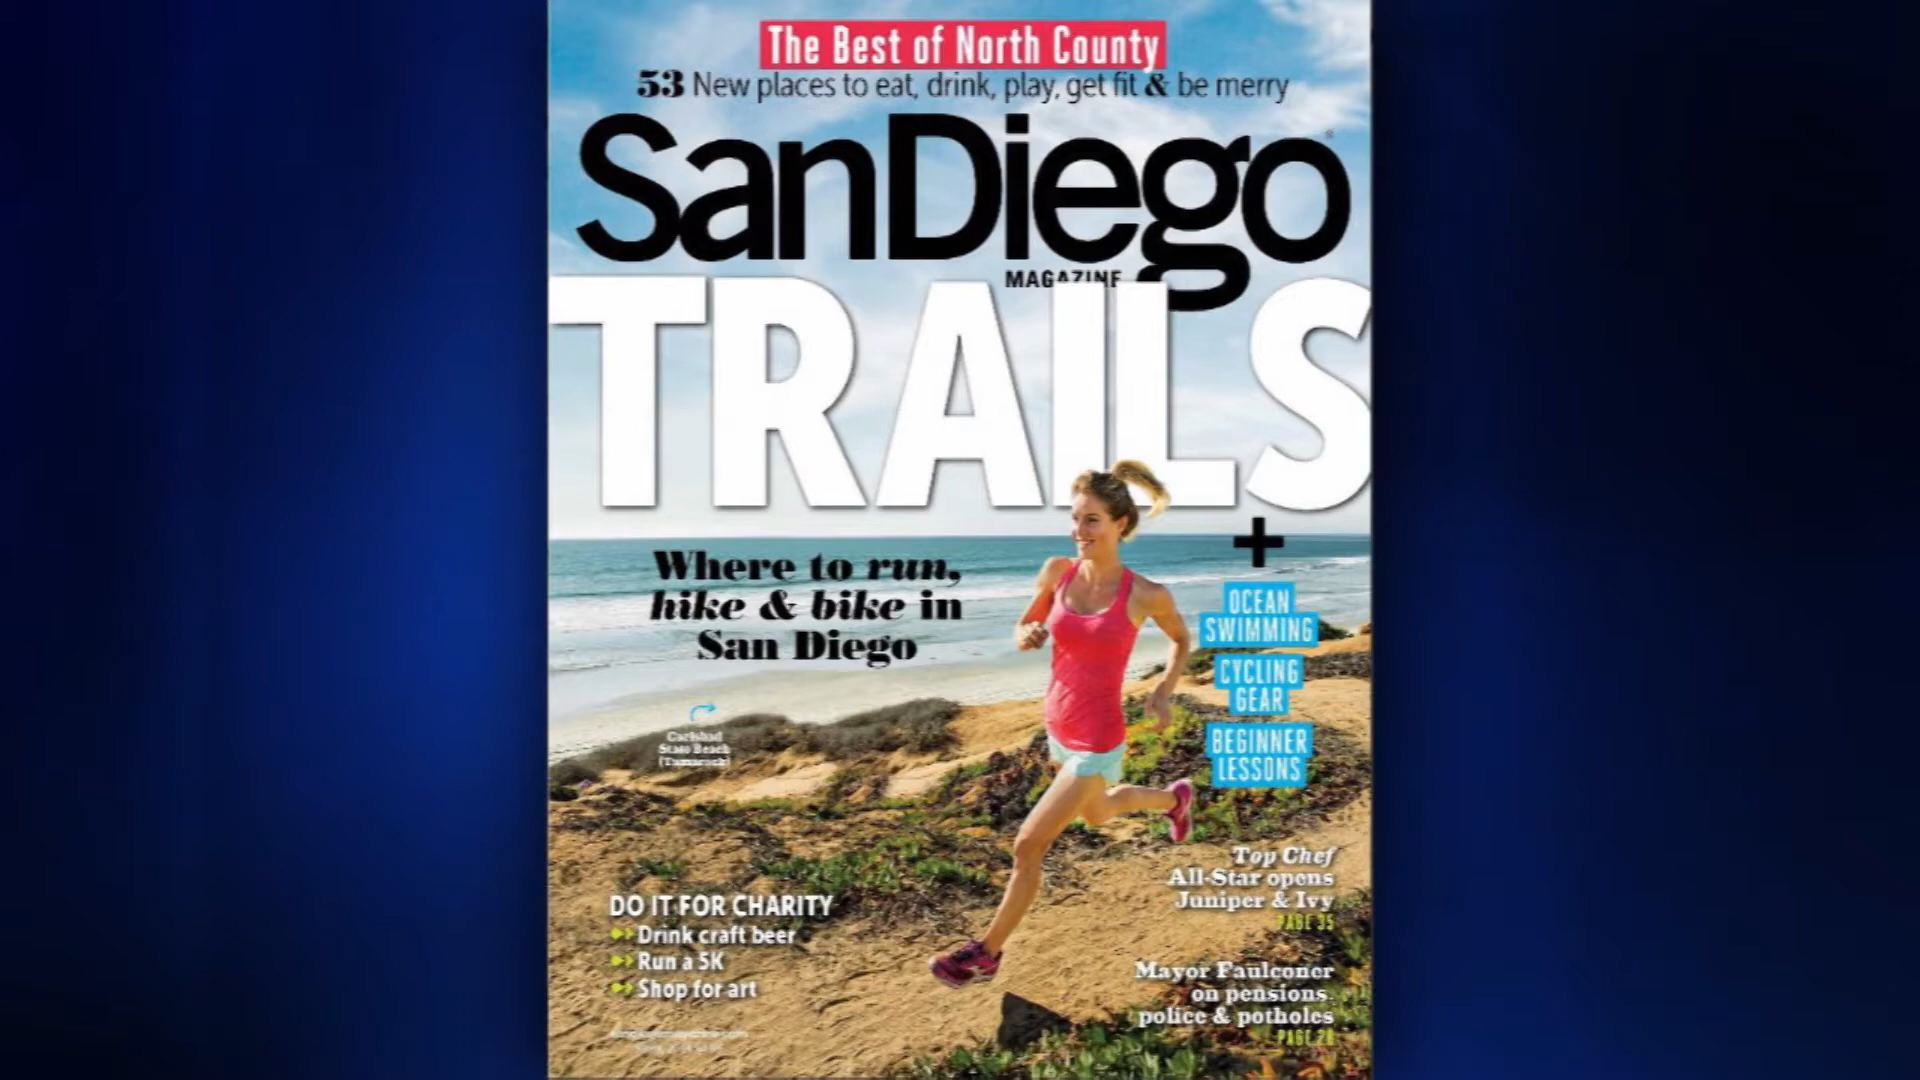 The Best of North County
53 New places to eat, drink, play, get fit & be merry
SanDiego
MAGAZINE
TRAILS
Where to run,
hike & bike in
San Diego
+
OCEAN
SWIMMING
CYCLING
GEAR
BEGINNER
LESSONS
Carlsbad
State Beach
(Tamarack)
Top Chef
All-Star opens
Juniper & Ivy
PAGE 35
DO IT FOR CHARITY
Drink craft beer
Run a 5K
Shop for art
Mayor Faulconer
on pensions,
police & potholes
PAGE 28